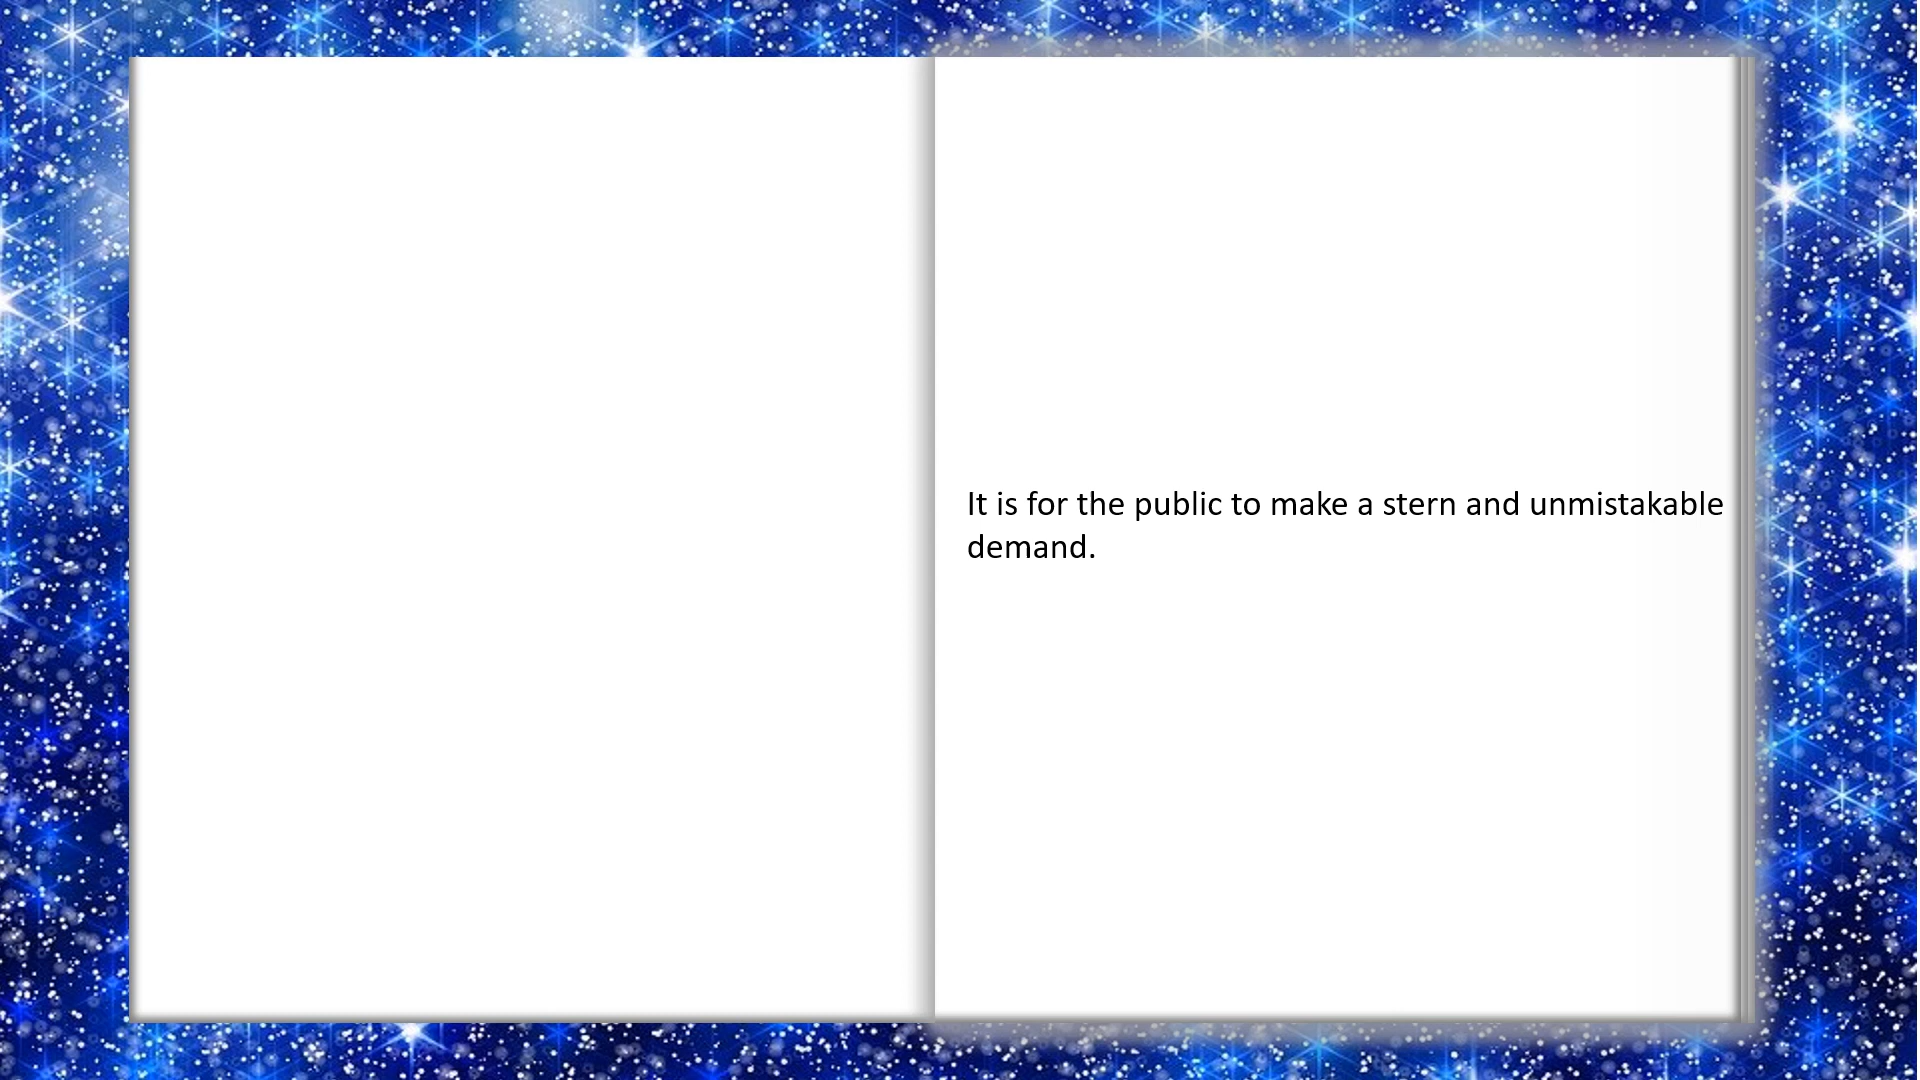 It is for the public to make a stern and unmistakable
demand.